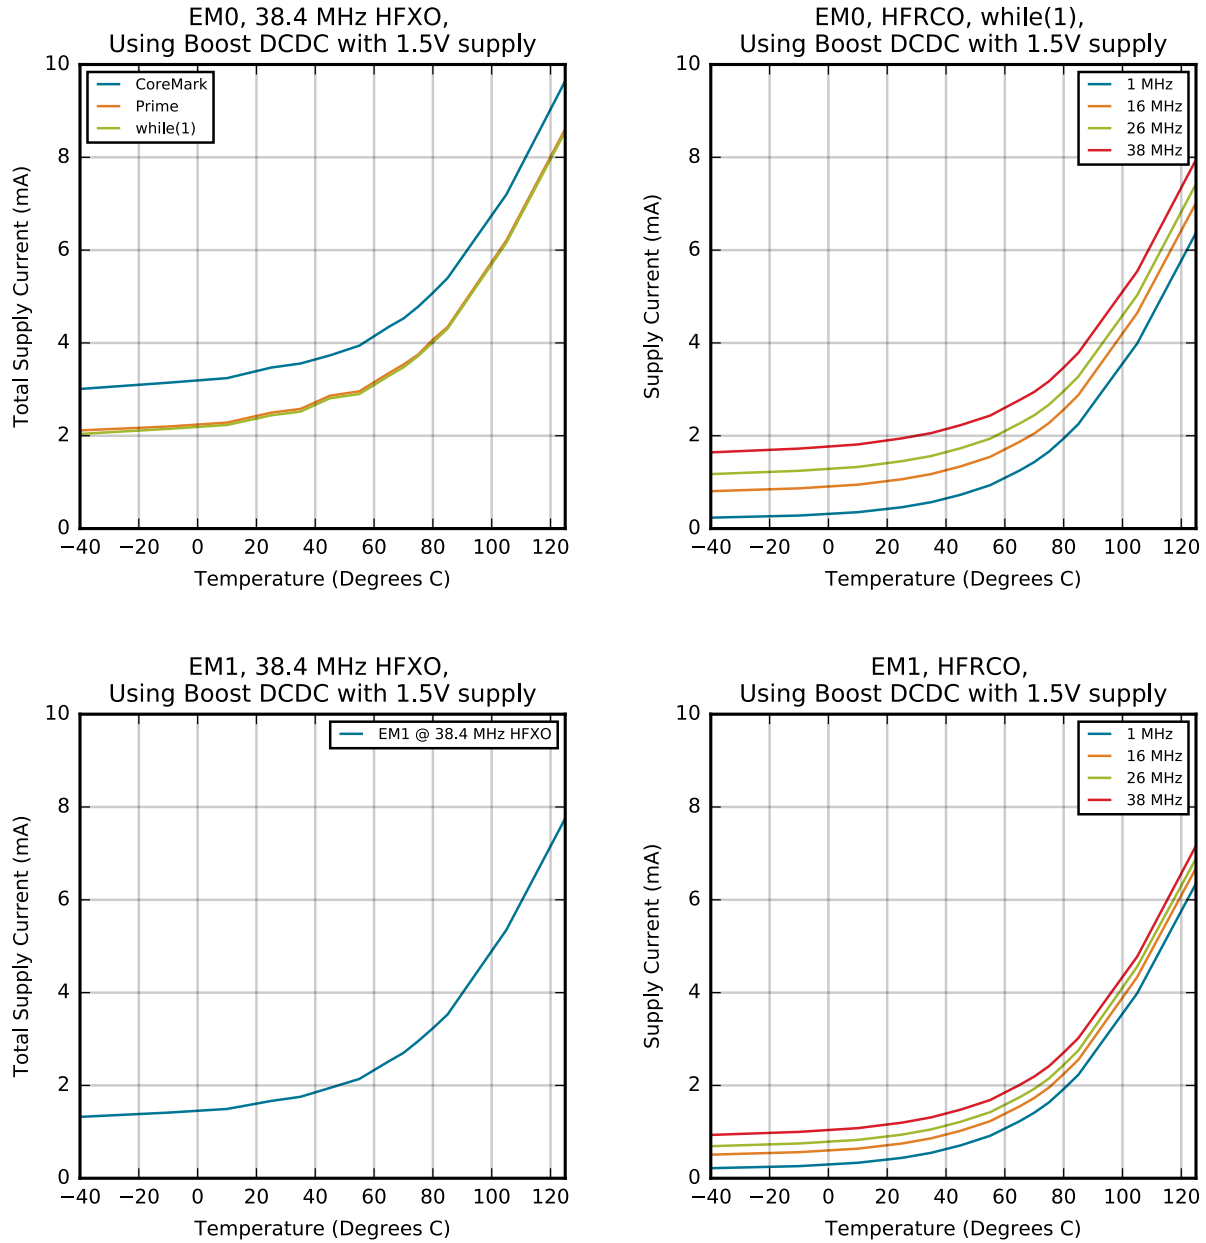 EM0, 38.4 MHz HFXO,
Using Boost DCDC with 1.5V supply
10
8
6
4
2
0
Total Supply Current (mA)
CoreMark
Prime
while(1)
−40 −20 0 20 40 60 80 100 120
Temperature (Degrees C)
EM0, HFRCO, while(1),
Using Boost DCDC with 1.5V supply
10
8
6
4
2
0
Supply Current (mA)
1 MHz
16 MHz
26 MHz
38 MHz
−40 −20 0 20 40 60 80 100 120
Temperature (Degrees C)
EM1, 38.4 MHz HFXO,
Using Boost DCDC with 1.5V supply
10
8
6
4
2
0
Total Supply Current (mA)
EM1 @ 38.4 MHz HFXO
−40 −20 0 20 40 60 80 100 120
Temperature (Degrees C)
EM1, HFRCO,
Using Boost DCDC with 1.5V supply
10
8
6
4
2
0
Supply Current (mA)
1 MHz
16 MHz
26 MHz
38 MHz
−40 −20 0 20 40 60 80 100 120
Temperature (Degrees C)